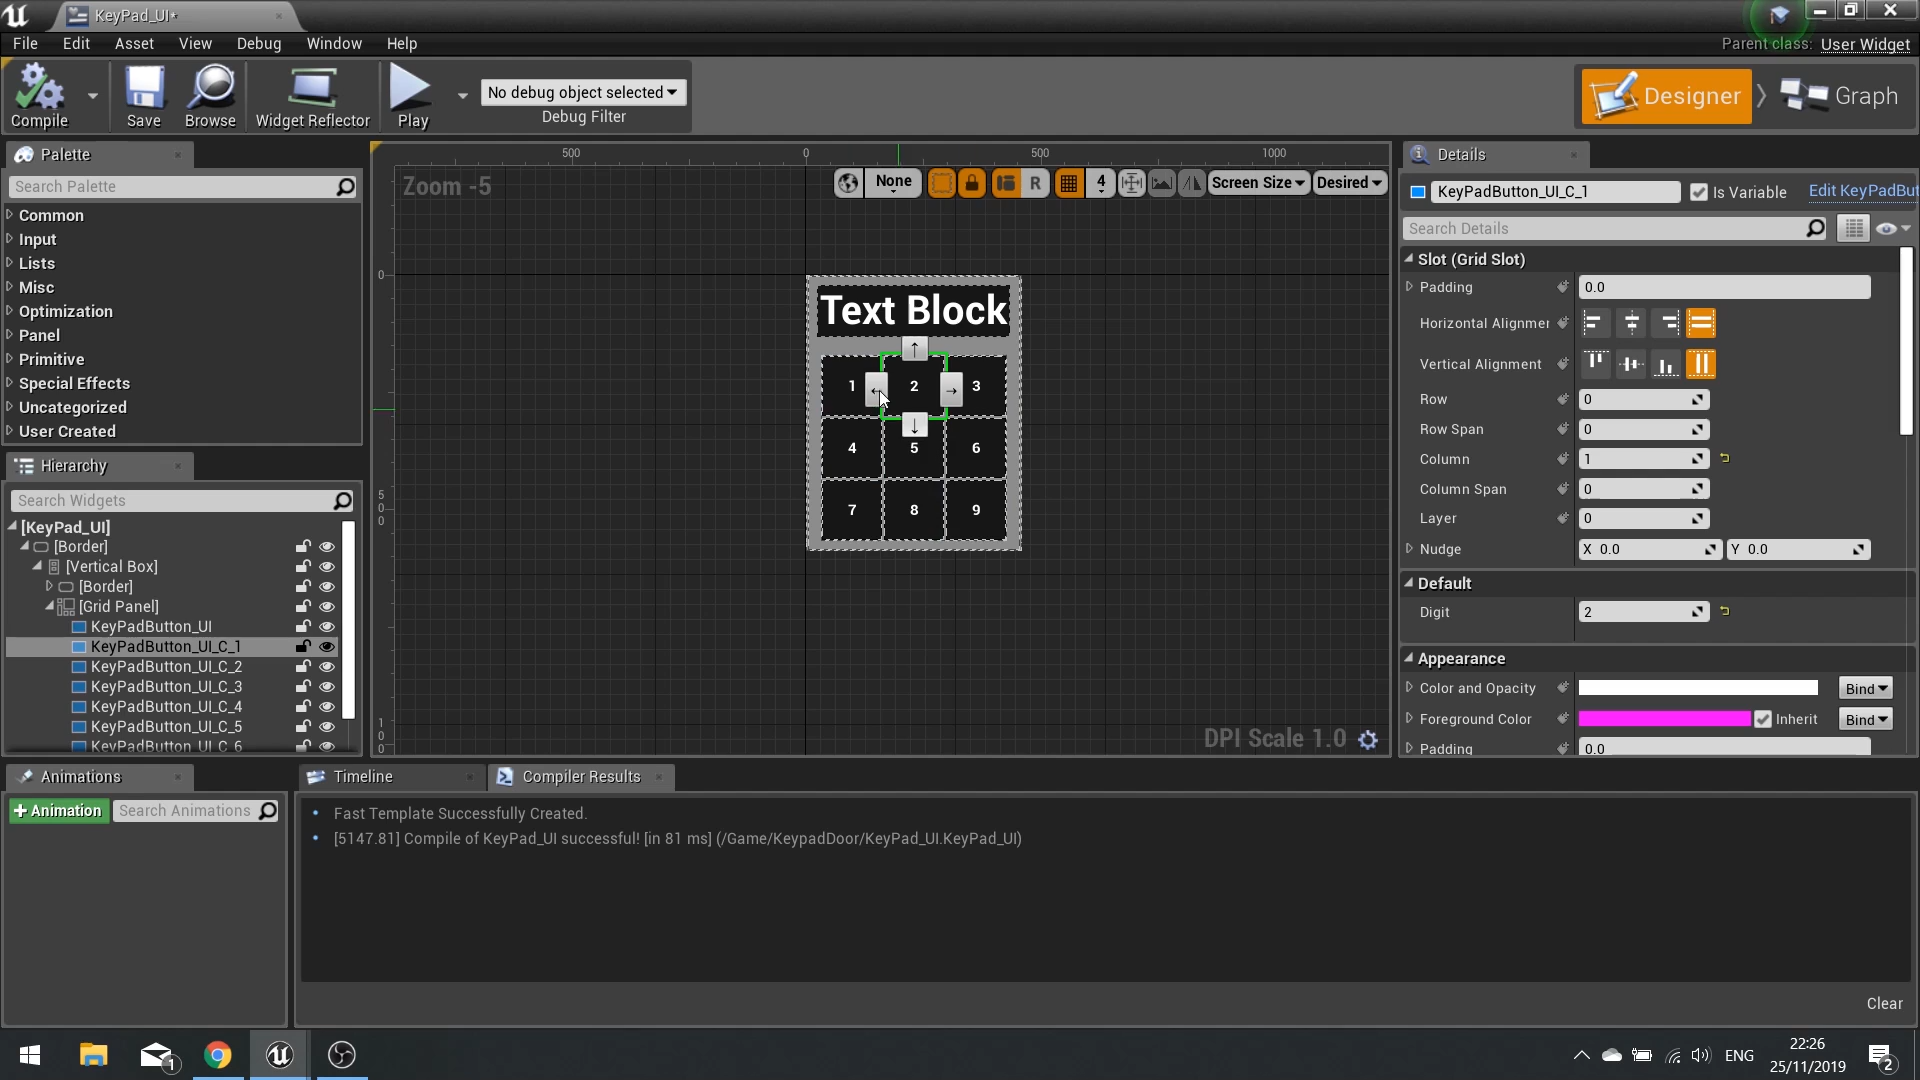 KeyPad_UI*
File Edit Asset View Debug Window Help
Parent class: User Widget
Compile Save Browse Widget Reflector Play
No debug object selected
Debug Filter
Designer Graph
Palette
Search Palette
Common
Input
Lists
Misc
Optimization
Panel
Primitive
Special Effects
Uncategorized
User Created
Hierarchy
Search Widgets
[KeyPad_UI]
[Border]
[Vertical Box]
[Border]
[Grid Panel]
KeyPadButton_UI
KeyPadButton_UI_C_1
KeyPadButton_UI_C_2
KeyPadButton_UI_C_3
KeyPadButton_UI_C_4
KeyPadButton_UI_C_5
KeyPadButton_UI_C_6
500 0 500 1000
Zoom -5
None R 4 Screen Size Desired
0
500
10
Text Block
1 2 3
4 5 6
7 8 9
DPI Scale 1.0
Details
KeyPadButton_UI_C_1 Is Variable Edit KeyPadBut
Search Details
Slot (Grid Slot)
Padding 0.0
Horizontal Alignmer
Vertical Alignment
Row 0
Row Span 0
Column 1
Column Span 0
Layer 0
Nudge X 0.0 Y 0.0
Default
Digit 2
Appearance
Color and Opacity Bind
Foreground Color Inherit Bind
Padding 0.0
Animations
+ Animation Search Animations
Timeline Compiler Results
• Fast Template Successfully Created.
• [5147.81] Compile of KeyPad_UI successful! [in 81 ms] (/Game/KeypadDoor/KeyPad_UI.KeyPad_UI)
Clear
1
ENG
22:26
25/11/2019
2